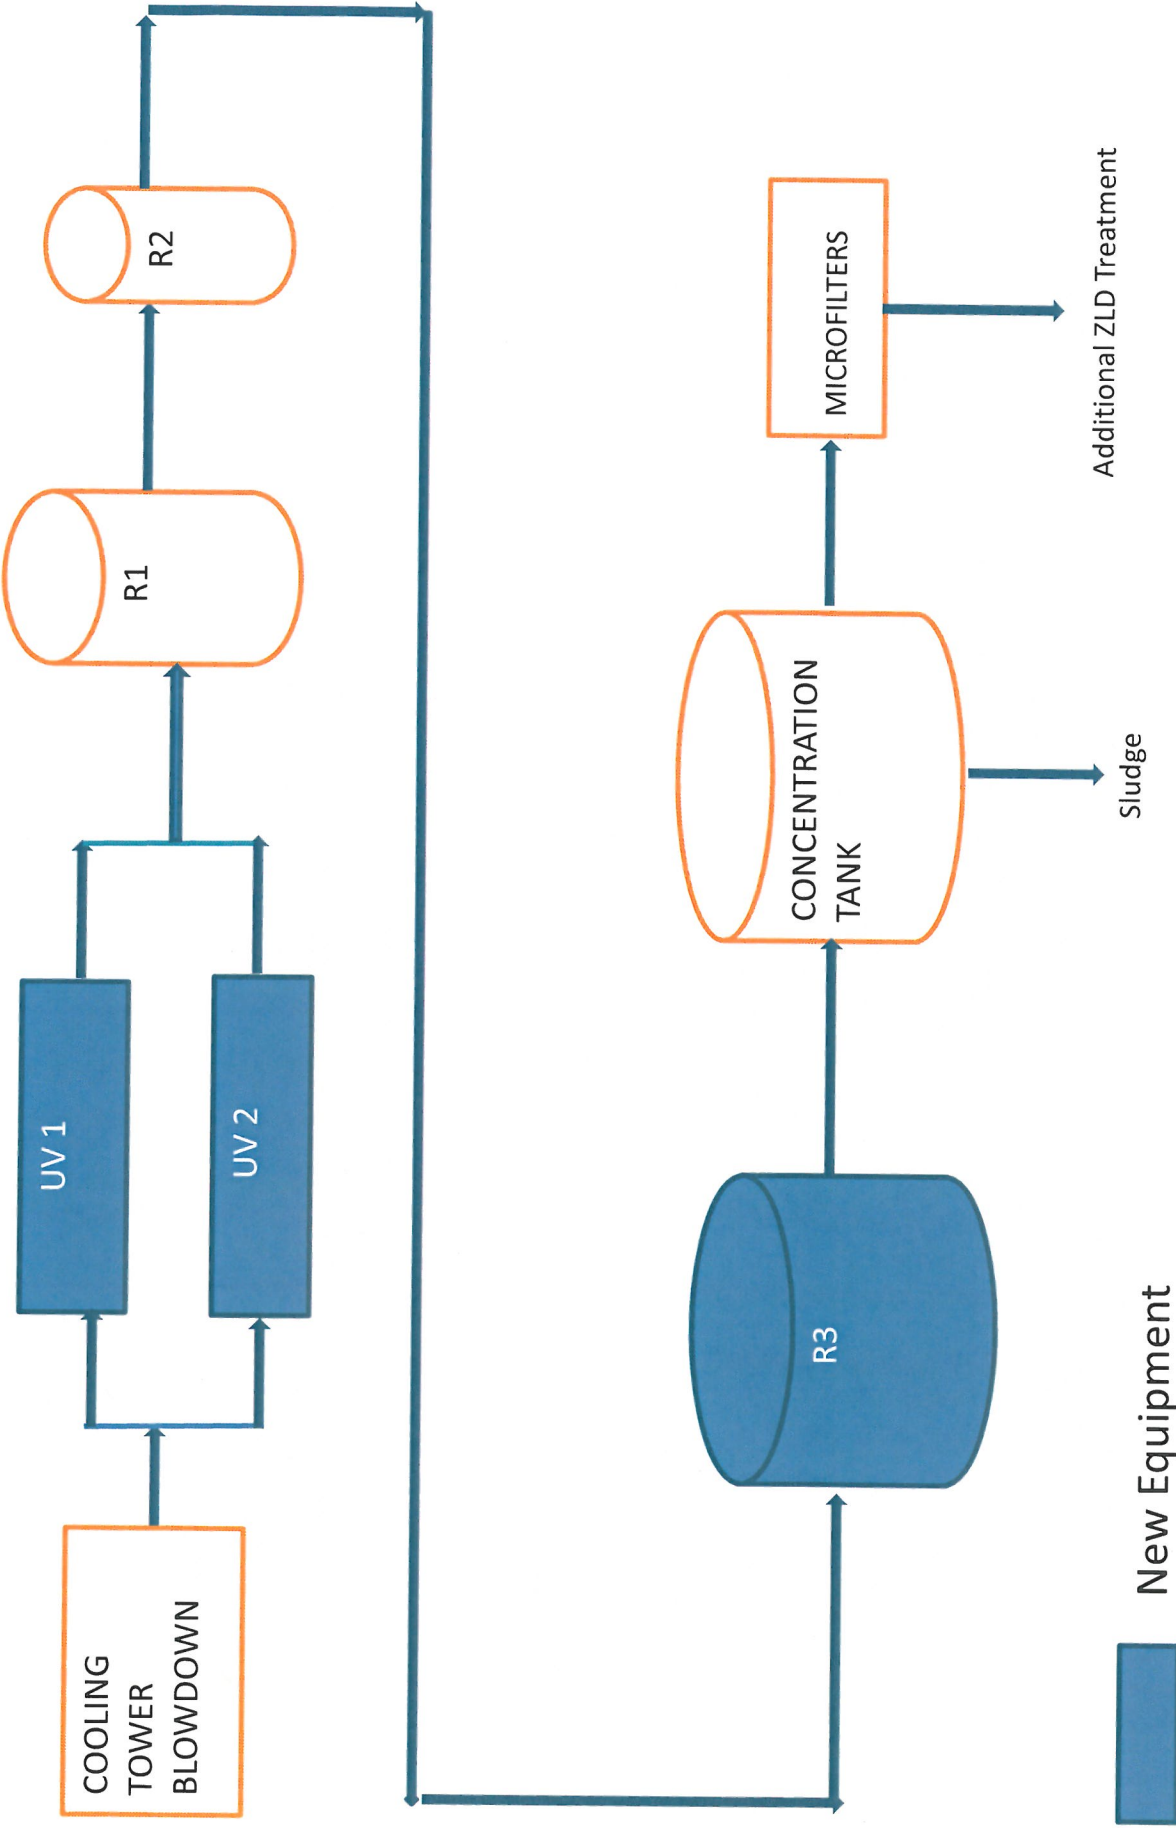 COOLING
TOWER
BLOWDOWN
UV 1
UV 2
R1
R2
R3
CONCENTRATION
TANK
MICROFILTERS
Sludge
Additional ZLD Treatment
New Equipment